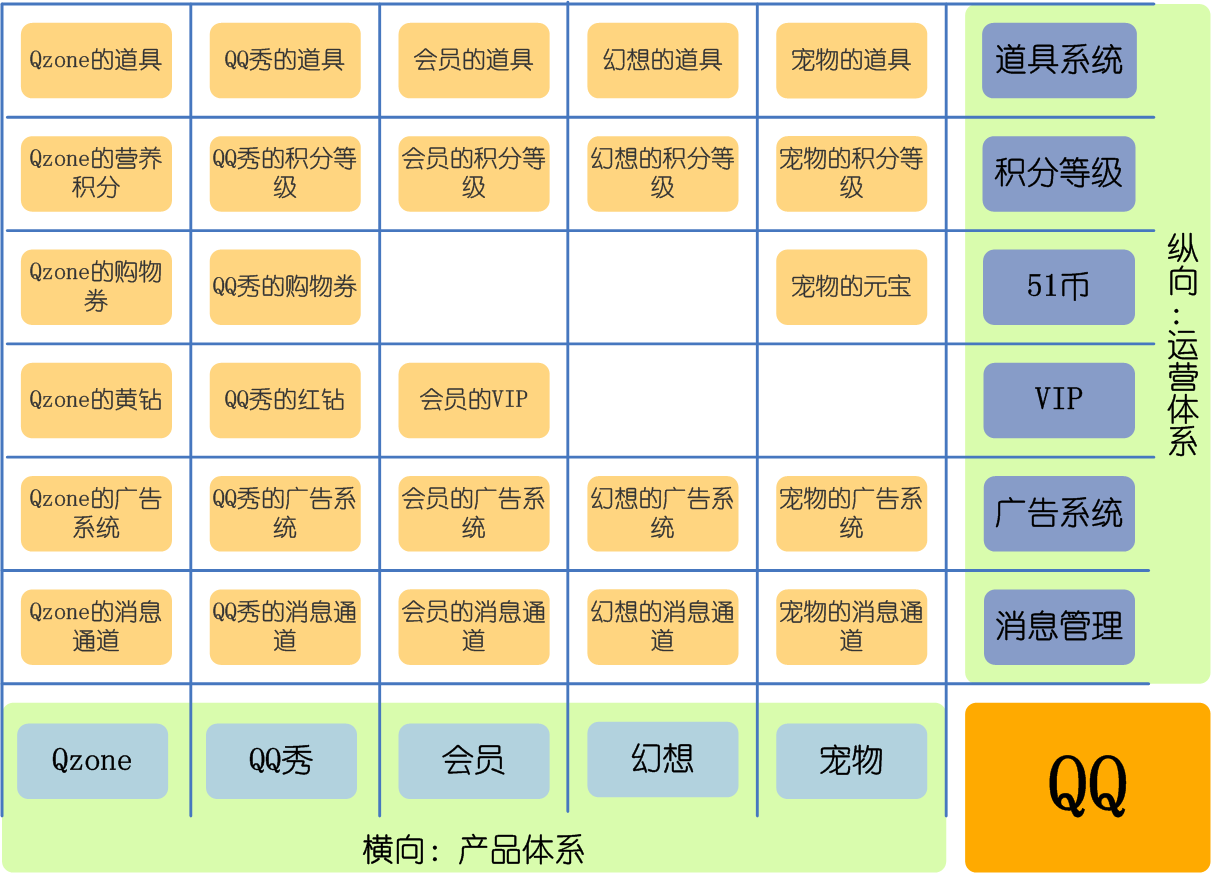 Qzone的道具
QQ秀的道具
会员的道具
幻想的道具
宠物的道具
道具系统
Qzone的营养
积分
QQ秀的积分等
级
会员的积分等
级
幻想的积分等
级
宠物的积分等
级
积分等级
Qzone的购物
券
QQ秀的购物券
宠物的元宝
51币
Qzone的黄钻
QQ秀的红钻
会员的VIP
VIP
Qzone的广告
系统
QQ秀的广告系
统
会员的广告系
统
幻想的广告系
统
宠物的广告系
统
广告系统
Qzone的消息
通道
QQ秀的消息通
道
会员的消息通
道
幻想的消息通
道
宠物的消息通
道
消息管理
纵向：运营体系
Qzone
QQ秀
会员
幻想
宠物
横向：产品体系
QQ